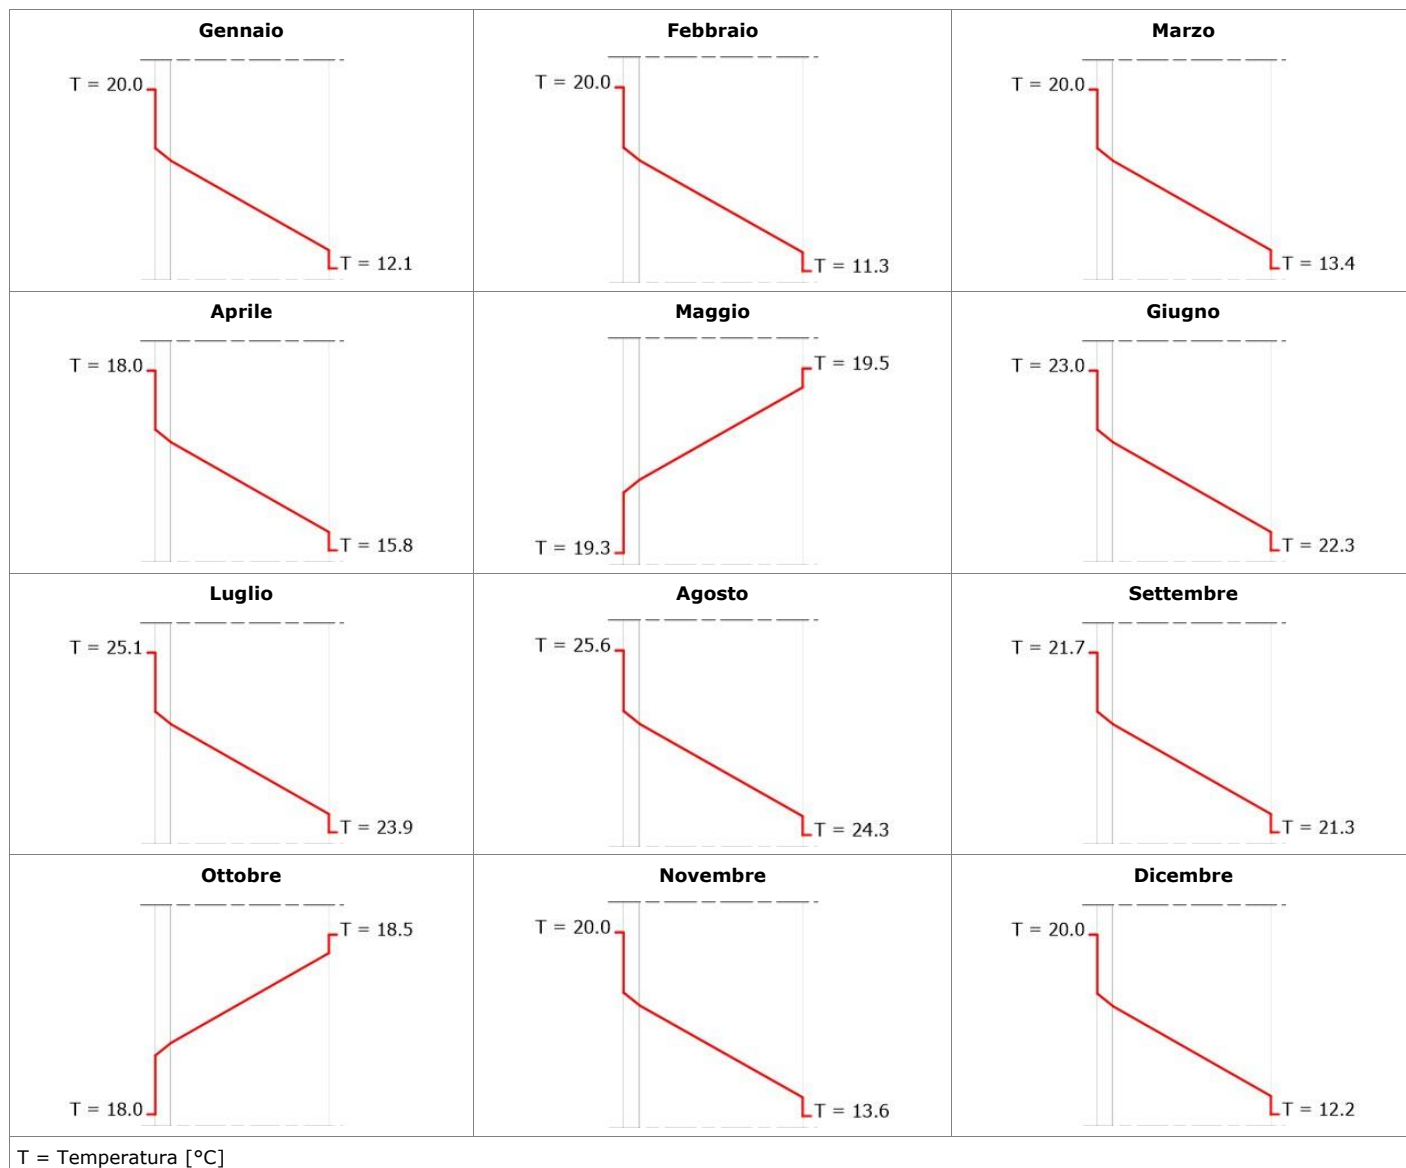 Gennaio
T = 20.0
T = 12.1
Febbraio
T = 20.0
T = 11.3
Marzo
T = 20.0
T = 13.4
Aprile
T = 18.0
T = 15.8
Maggio
T = 19.5
T = 19.3
Giugno
T = 23.0
T = 22.3
Luglio
T = 25.1
T = 23.9
Agosto
T = 25.6
T = 24.3
Settembre
T = 21.7
T = 21.3
Ottobre
T = 18.5
T = 18.0
Novembre
T = 20.0
T = 13.6
Dicembre
T = 20.0
T = 12.2
T = Temperatura [°C]